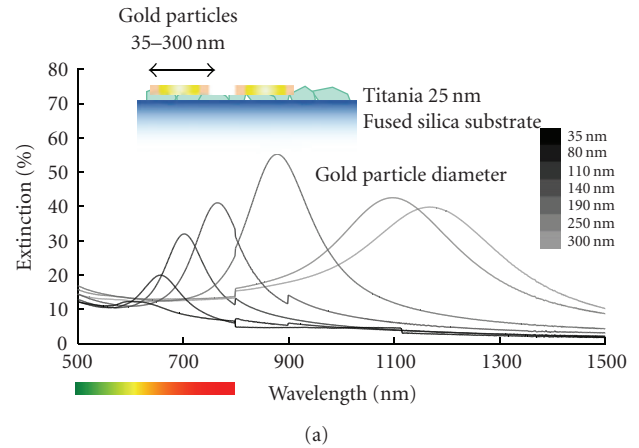 Gold particles
35–300 nm
80
70
60
50
40
30
20
10
0
Extinction (%)
Titania 25 nm
Fused silica substrate
Gold particle diameter
35 nm
80 nm
110 nm
140 nm
190 nm
250 nm
300 nm
500
700
900
1100
1300
1500
Wavelength (nm)
(a)